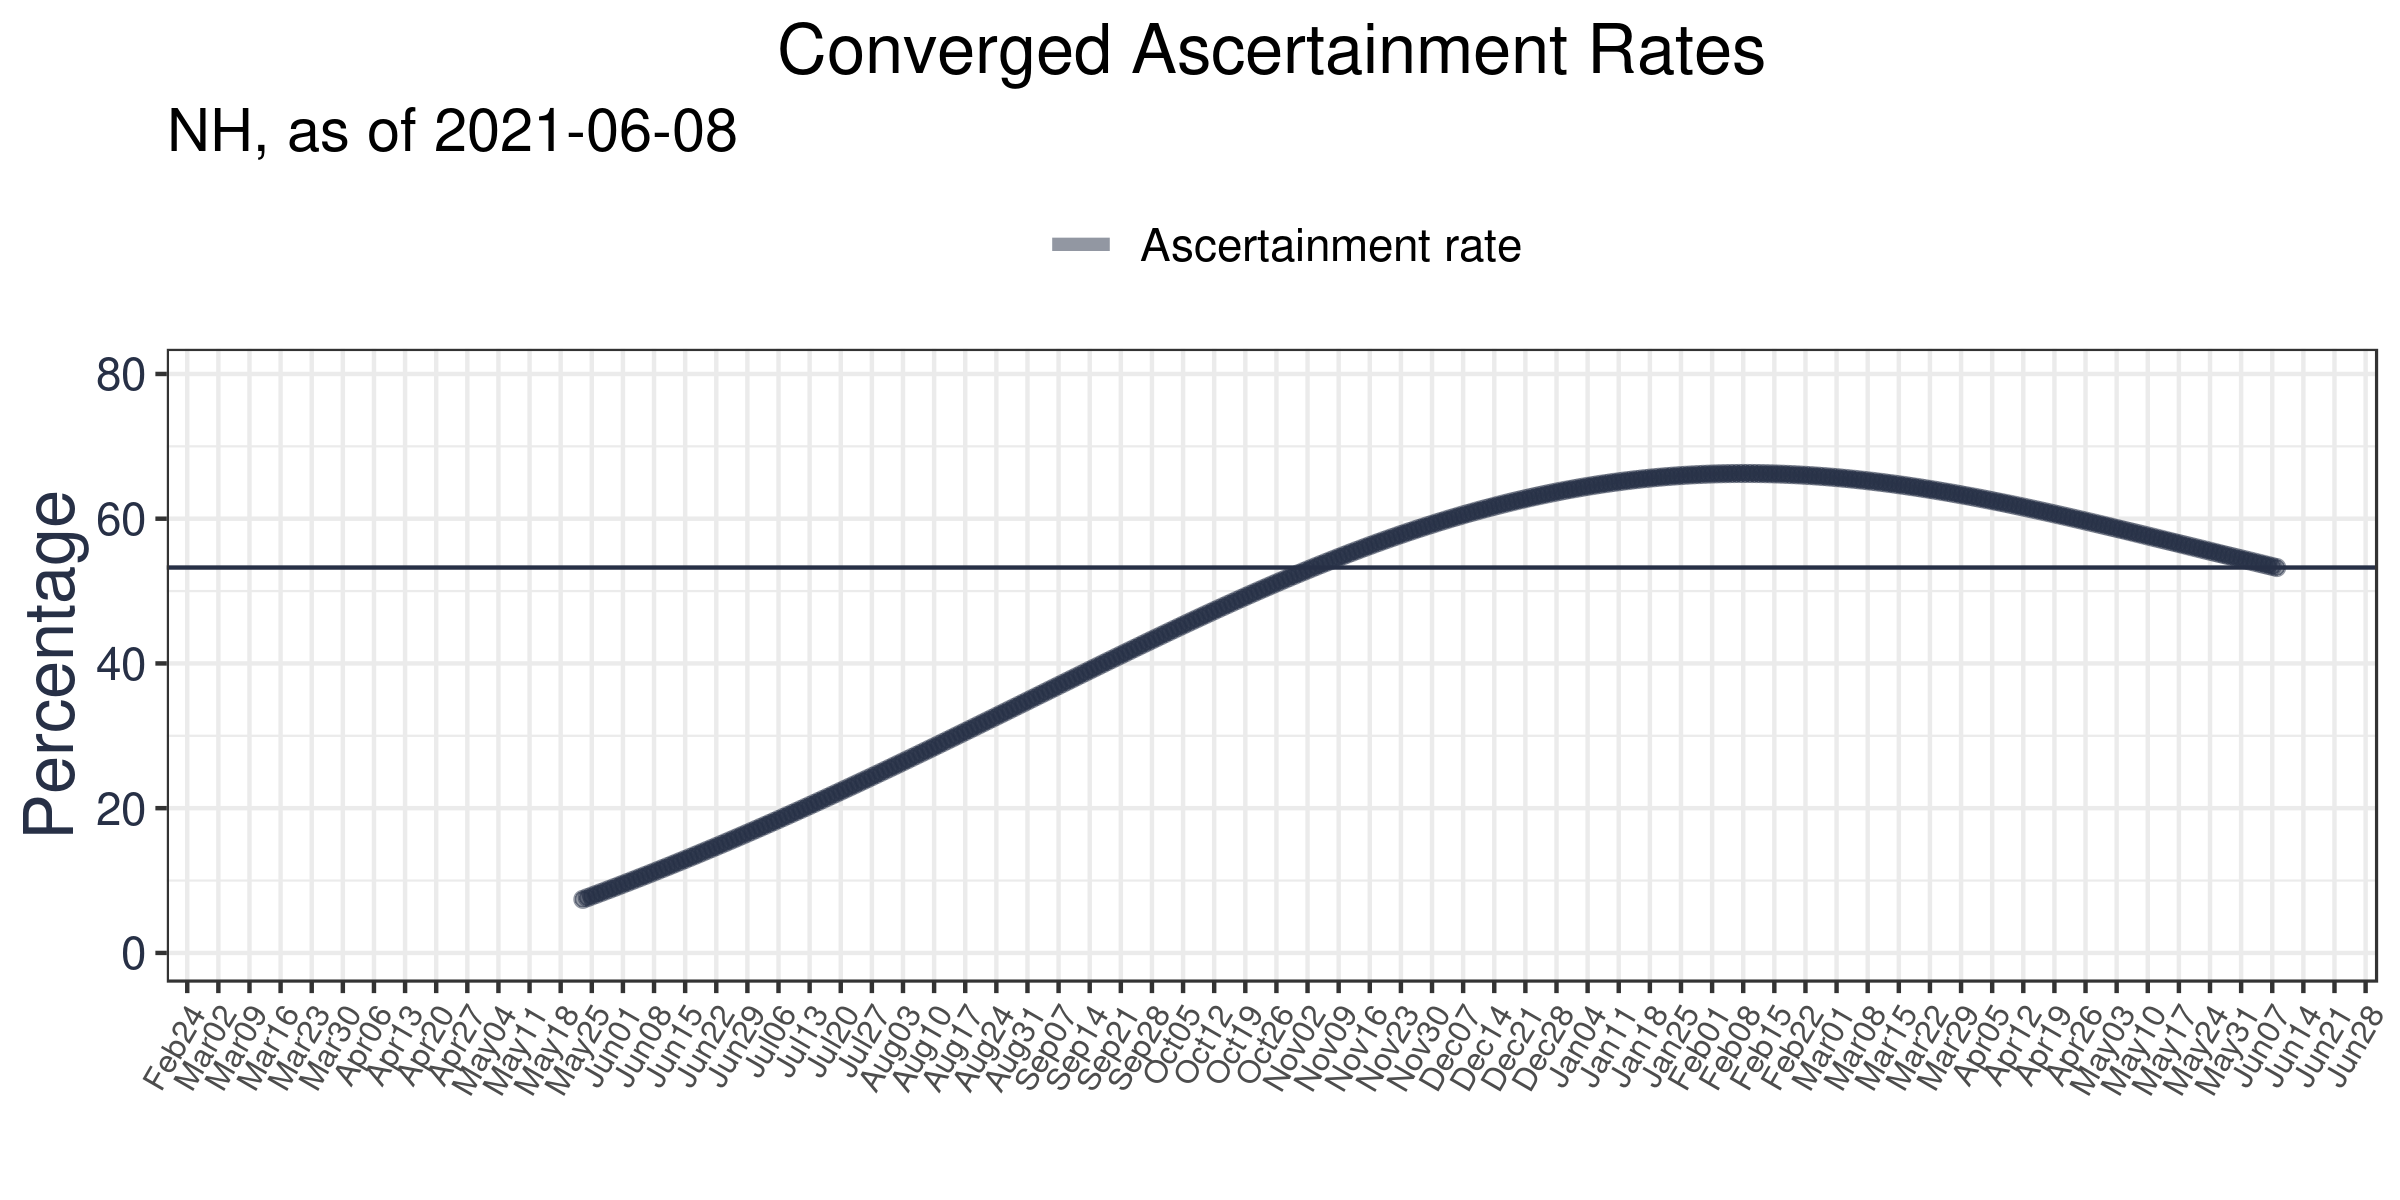 Converged Ascertainment Rates
NH, as of 2021-06-08
Ascertainment rate
Percentage
80
60
40
20
0
Feb24
Mar02
Mar09
Mar16
Mar23
Mar30
Apr06
Apr13
Apr20
Apr27
May04
May11
May18
May25
Jun01
Jun08
Jun15
Jun22
Jun29
Jul06
Jul13
Jul20
Jul27
Aug03
Aug10
Aug17
Aug24
Aug31
Sep07
Sep14
Sep21
Sep28
Oct05
Oct12
Oct19
Oct26
Nov02
Nov09
Nov16
Nov23
Nov30
Dec07
Dec14
Dec21
Dec28
Jan04
Jan11
Jan18
Jan25
Feb01
Feb08
Feb15
Feb22
Mar01
Mar08
Mar15
Mar22
Mar29
Apr05
Apr12
Apr19
Apr26
May03
May10
May17
May24
May31
Jun07
Jun14
Jun21
Jun28